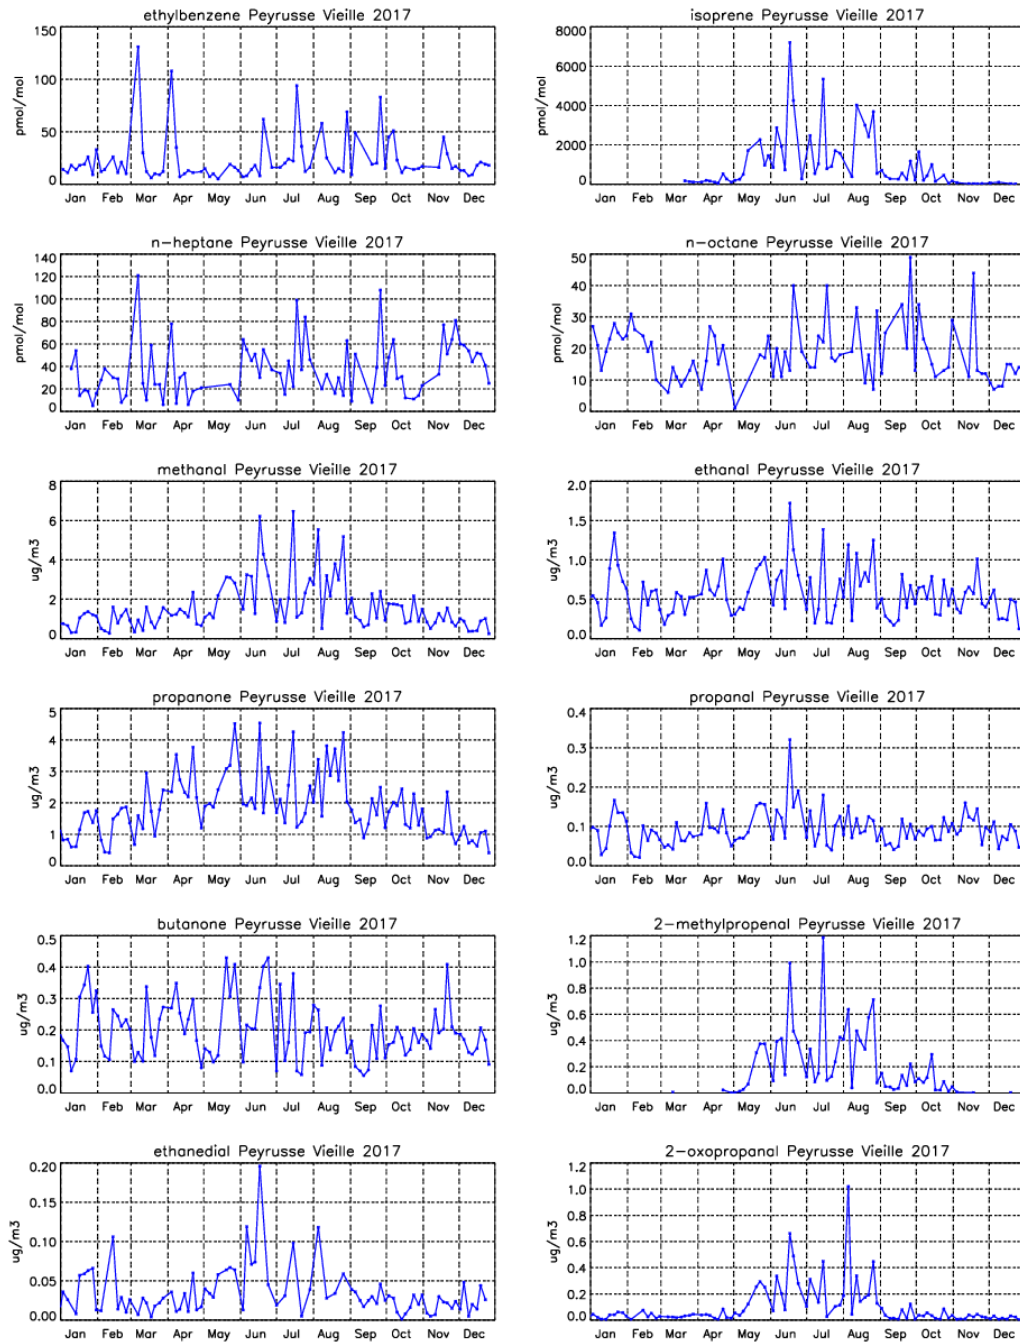 ethylbenzene Peyrusse Vieille 2017
150
100
50
0
pmol/mol
Jan Feb Mar Apr May Jun Jul Aug Sep Oct Nov Dec
isoprene Peyrusse Vieille 2017
8000
6000
4000
2000
0
pmol/mol
Jan Feb Mar Apr May Jun Jul Aug Sep Oct Nov Dec
n-heptane Peyrusse Vieille 2017
140
120
100
80
60
40
20
0
pmol/mol
Jan Feb Mar Apr May Jun Jul Aug Sep Oct Nov Dec
n-octane Peyrusse Vieille 2017
50
40
30
20
10
0
pmol/mol
Jan Feb Mar Apr May Jun Jul Aug Sep Oct Nov Dec
methanal Peyrusse Vieille 2017
8
6
4
2
0
ug/m3
Jan Feb Mar Apr May Jun Jul Aug Sep Oct Nov Dec
ethanal Peyrusse Vieille 2017
2.0
1.5
1.0
0.5
0.0
ug/m3
Jan Feb Mar Apr May Jun Jul Aug Sep Oct Nov Dec
propanone Peyrusse Vieille 2017
5
4
3
2
1
0
ug/m3
Jan Feb Mar Apr May Jun Jul Aug Sep Oct Nov Dec
propanal Peyrusse Vieille 2017
0.4
0.3
0.2
0.1
0.0
ug/m3
Jan Feb Mar Apr May Jun Jul Aug Sep Oct Nov Dec
butanone Peyrusse Vieille 2017
0.5
0.4
0.3
0.2
0.1
0.0
ug/m3
Jan Feb Mar Apr May Jun Jul Aug Sep Oct Nov Dec
2-methylpropenal Peyrusse Vieille 2017
1.2
1.0
0.8
0.6
0.4
0.2
0.0
ug/m3
Jan Feb Mar Apr May Jun Jul Aug Sep Oct Nov Dec
ethanedial Peyrusse Vieille 2017
0.20
0.15
0.10
0.05
0.00
ug/m3
Jan Feb Mar Apr May Jun Jul Aug Sep Oct Nov Dec
2-oxopropanal Peyrusse Vieille 2017
1.2
1.0
0.8
0.6
0.4
0.2
0.0
ug/m3
Jan Feb Mar Apr May Jun Jul Aug Sep Oct Nov Dec